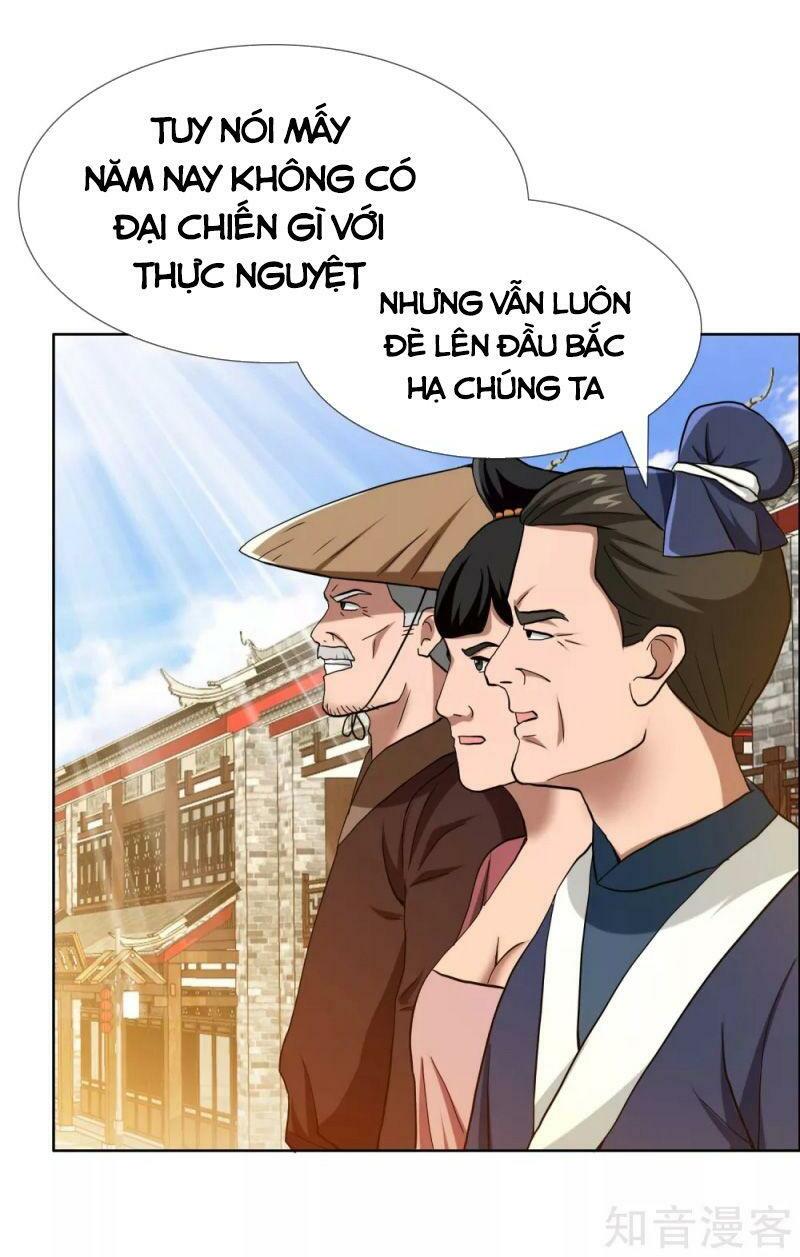 TUY NÓI MẤY
NĂM NAY KHÔNG CÓ
ĐẠI CHIẾN GÌ VỚI
THỰC NGUYỆT
NHƯNG VẪN LUÔN
ĐÈ LÊN ĐẦU BẮC
HẠ CHÚNG TA
知音漫客